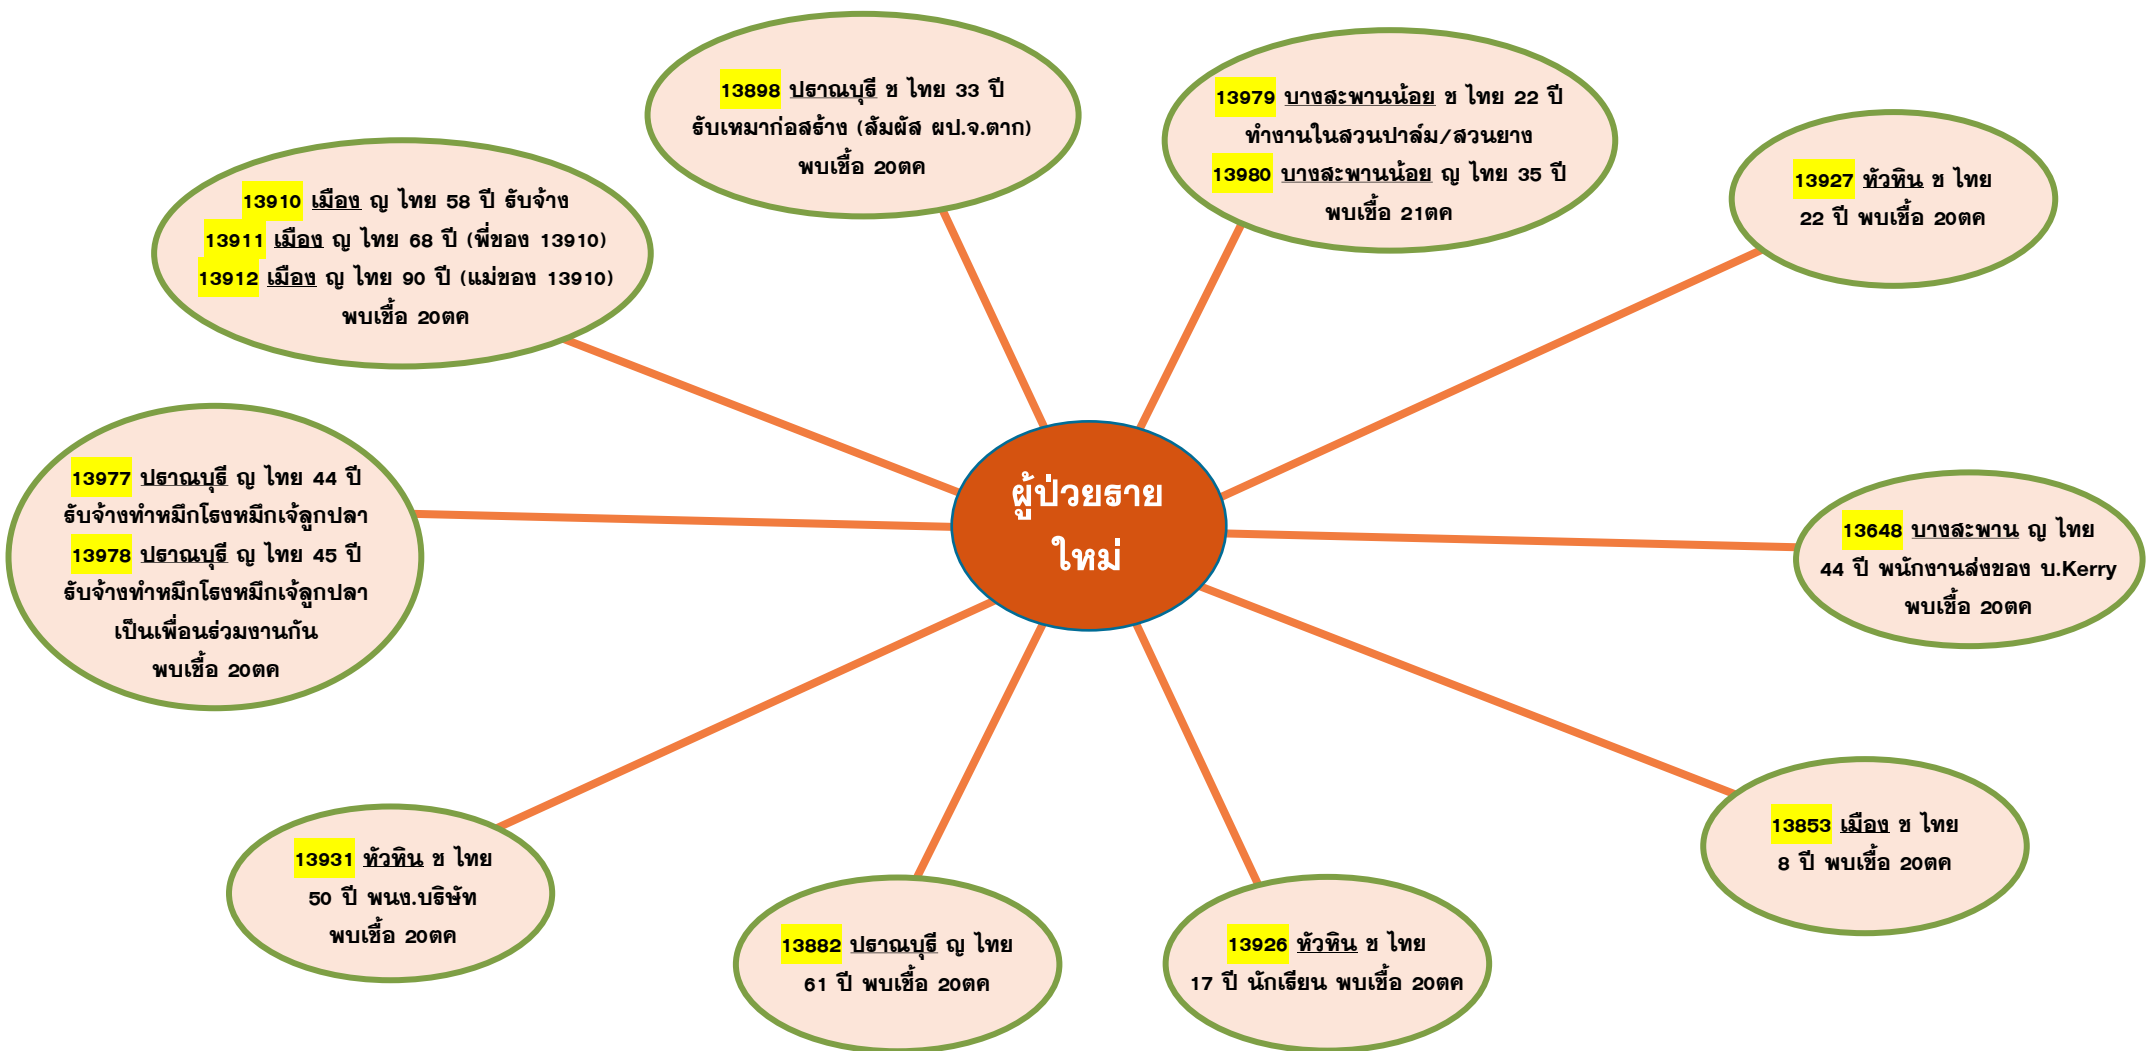 13898 ปราณบุรี ช ไทย 33 ปี
รับเหมาก่อสร้าง (สัมผัส ผป.จ.ตาก)
พบเชื้อ 20ตค
13979 บางสะพานน้อย ช ไทย 22 ปี
ทำงานในสวนปาล์ม/สวนยาง
13980 บางสะพานน้อย ญ ไทย 35 ปี
พบเชื้อ 21ตค
13927 หัวหิน ช ไทย
22 ปี พบเชื้อ 20ตค
13910 เมือง ญ ไทย 58 ปี รับจ้าง
13911 เมือง ญ ไทย 68 ปี (พี่ของ 13910)
13912 เมือง ญ ไทย 90 ปี (แม่ของ 13910)
พบเชื้อ 20ตค
13977 ปราณบุรี ญ ไทย 44 ปี
รับจ้างทำหมึกโรงหมึกเจ้ลูกปลา
13978 ปราณบุรี ญ ไทย 45 ปี
รับจ้างทำหมึกโรงหมึกเจ้ลูกปลา
เป็นเพื่อนร่วมงานกัน
พบเชื้อ 20ตค
ผู้ป่วยราย
ใหม่
13648 บางสะพาน ญ ไทย
44 ปี พนักงานส่งของ บ.Kerry
พบเชื้อ 20ตค
13853 เมือง ช ไทย
8 ปี พบเชื้อ 20ตค
13931 หัวหิน ช ไทย
50 ปี พนง.บริษัท
พบเชื้อ 20ตค
13882 ปราณบุรี ญ ไทย
61 ปี พบเชื้อ 20ตค
13926 หัวหิน ช ไทย
17 ปี นักเรียน พบเชื้อ 20ตค